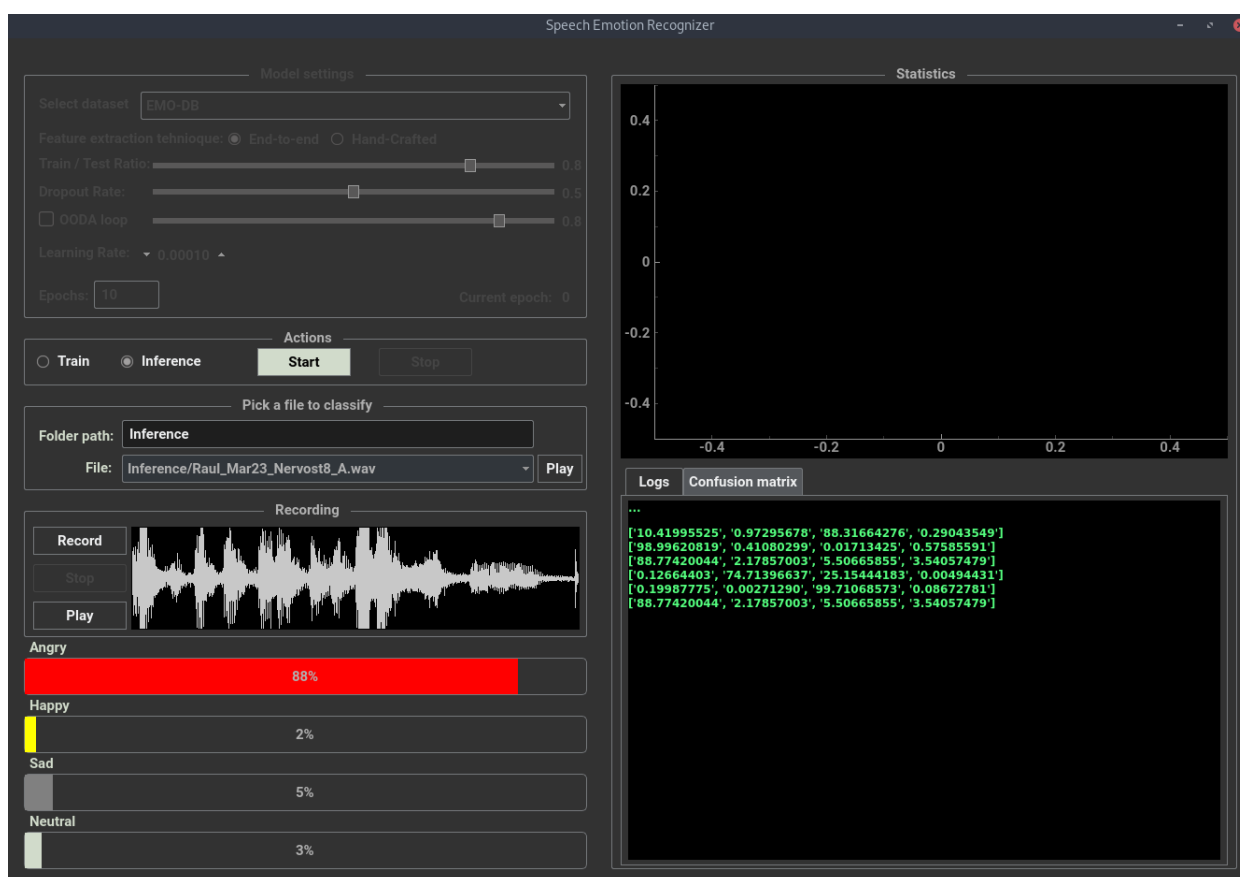 Speech Emotion Recognizer
Model settings
Select dataset EMO-DB
Feature extraction tehnioque: End-to-end Hand-Crafted
Train / Test Ratio: 0.8
Dropout Rate: 0.5
OODA loop 0.8
Learning Rate: 0.00010
Epochs: 10 Current epoch: 0
Actions
Train Inference Start Stop
Pick a file to classify
Folder path: Inference
File: Inference/Raul_Mar23_Nervost8_A.wav Play
Recording
Record
Stop
Play
Angry
88%
Happy
2%
Sad
5%
Neutral
3%
Statistics
0.4
0.2
0
-0.2
-0.4
-0.4 -0.2 0 0.2 0.4
Logs Confusion matrix
...
['10.41995525', '0.97295678', '88.31664276', '0.29043549']
['98.99620819', '0.41080299', '0.01713425', '0.57585591']
['88.77420044', '2.17857003', '5.50665855', '3.54057479']
['0.12664403', '74.71396637', '25.15444183', '0.00494431']
['0.19987775', '0.00271290', '99.71068573', '0.08672781']
['88.77420044', '2.17857003', '5.50665855', '3.54057479']